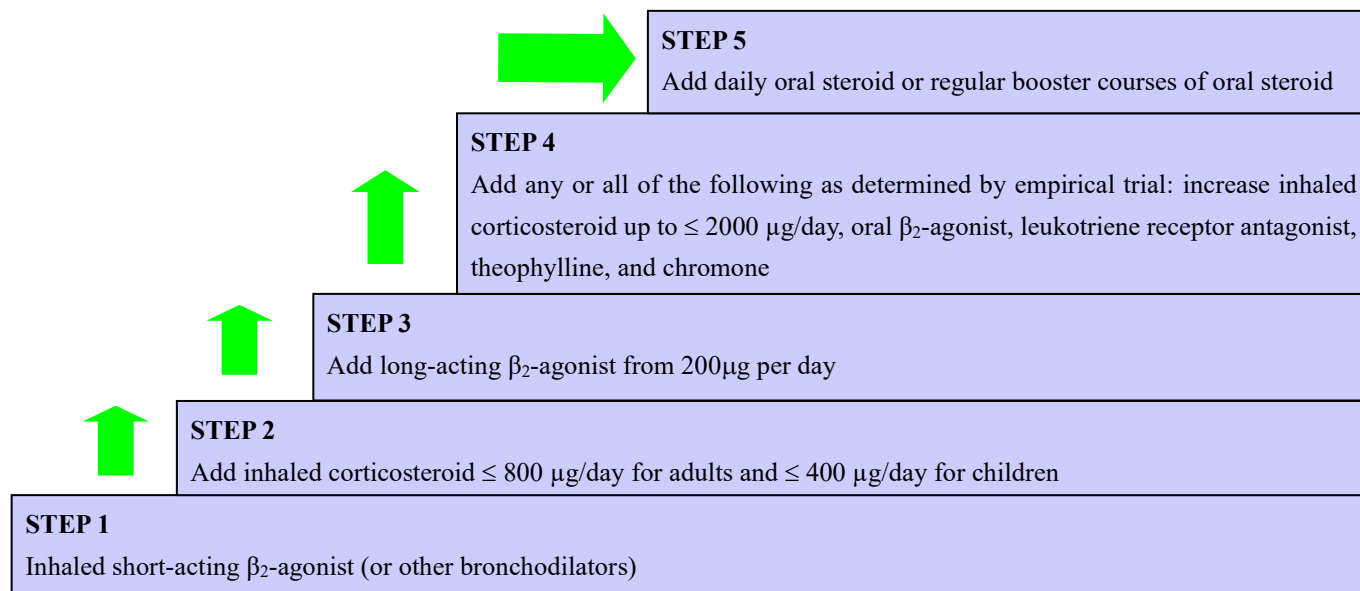 STEP 5
Add daily oral steroid or regular booster courses of oral steroid
STEP 4
Add any or all of the following as determined by empirical trial: increase inhaled
corticosteroid up to ≤ 2000 µg/day, oral β₂-agonist, leukotriene receptor antagonist,
theophylline, and chromone
STEP 3
Add long-acting β₂-agonist from 200µg per day
STEP 2
Add inhaled corticosteroid ≤ 800 µg/day for adults and ≤ 400 µg/day for children
STEP 1
Inhaled short-acting β₂-agonist (or other bronchodilators)